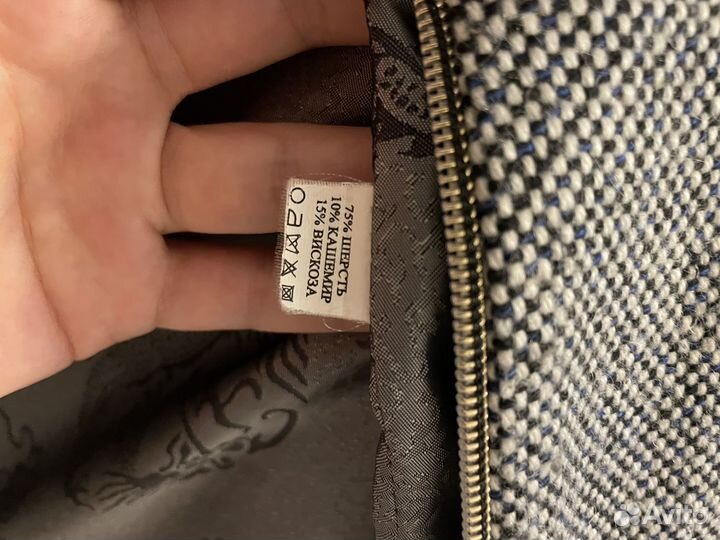 75% ШЕРСТЬ
10% КАШЕМИР
15% ВИСКОЗА
Avito